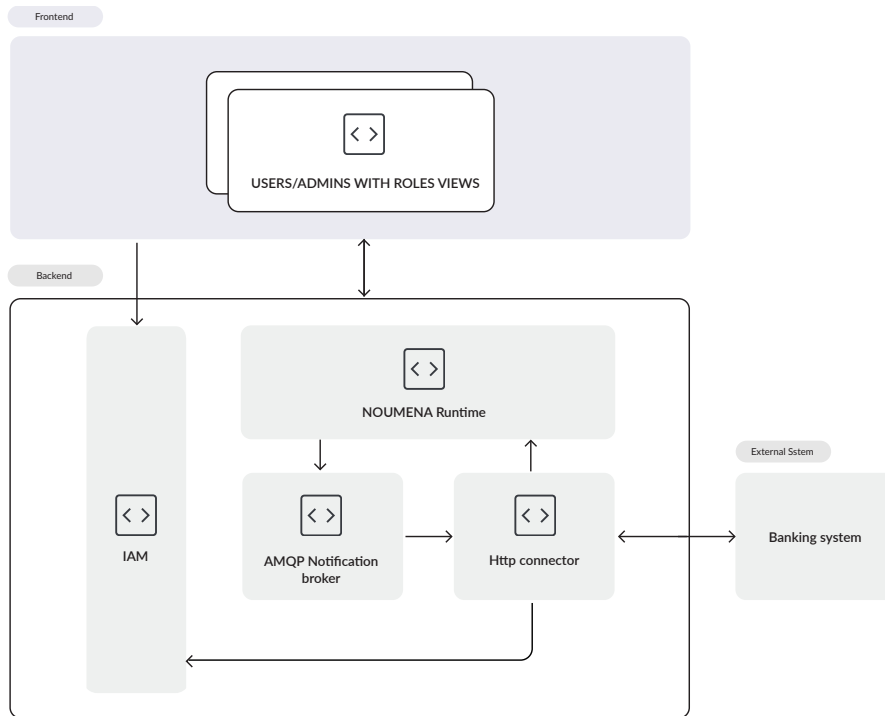 Frontend
USERS/ADMINS WITH ROLES VIEWS
Backend
NOUMENA Runtime
External Sstem
IAM
AMQP Notification
broker
Http connector
Banking system